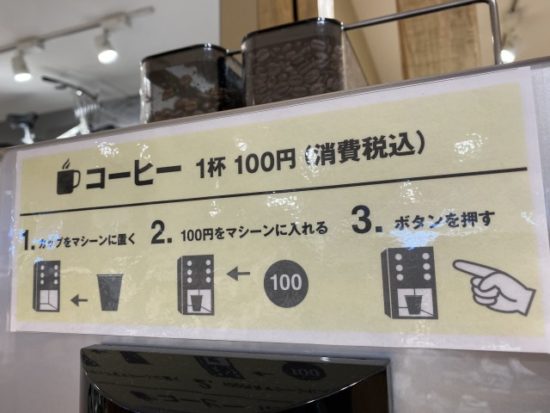 コーヒー 1杯 100円（消費税込）
1. カップをマシーンに置く 2. 100円をマシーンに入れる 3. ボタンを押す
100